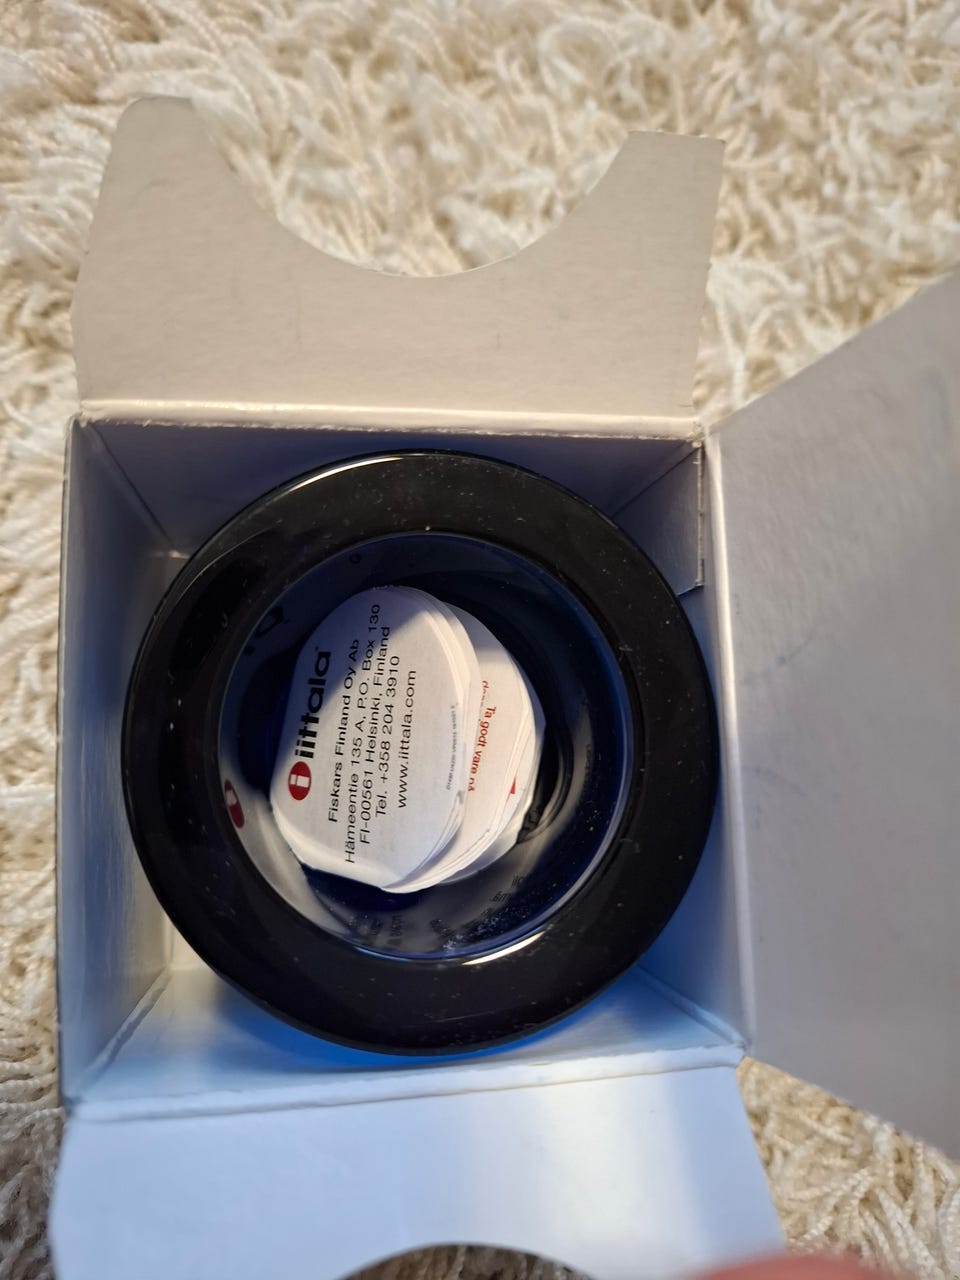 iittala
Fiskars Finland Oy Ab
Hämeentie 135 A, P.O. Box 130
FI-00561 Helsinki, Finland
Tel. +358 204 3910
www.iittala.com
Ta godt vare på